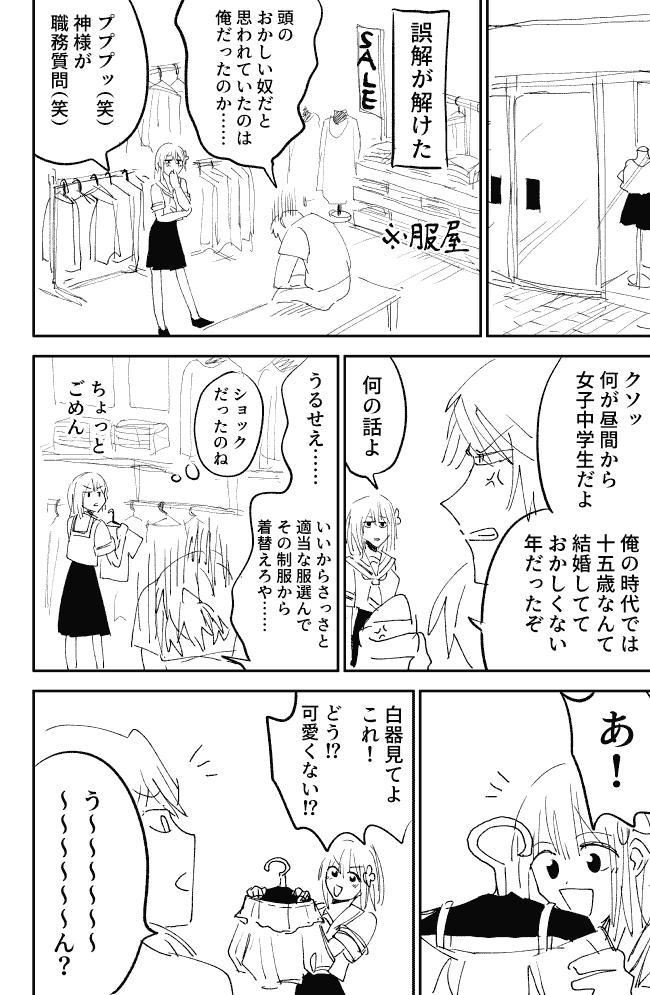 誤解が解けた
SALE
※服屋
頭の
おかしい奴だと
思われていたのは
俺だったのか……
プププッ(笑)
神様が
職務質問(笑)
クソッ
何が昼間から
女子中学生だよ
俺の時代では
十五歳なんて
結婚してて
おかしくない
年だったぞ
何の話よ
うるせえ……
ショック
だったのね
いいからさっさと
適当な服選んで
その制服から
着替えろや……
ちょっと
ごめん
あ!
白器見てよ
これ!
どう!?
可愛くない!?
う〜〜〜〜〜〜
〜〜〜〜〜〜ん?